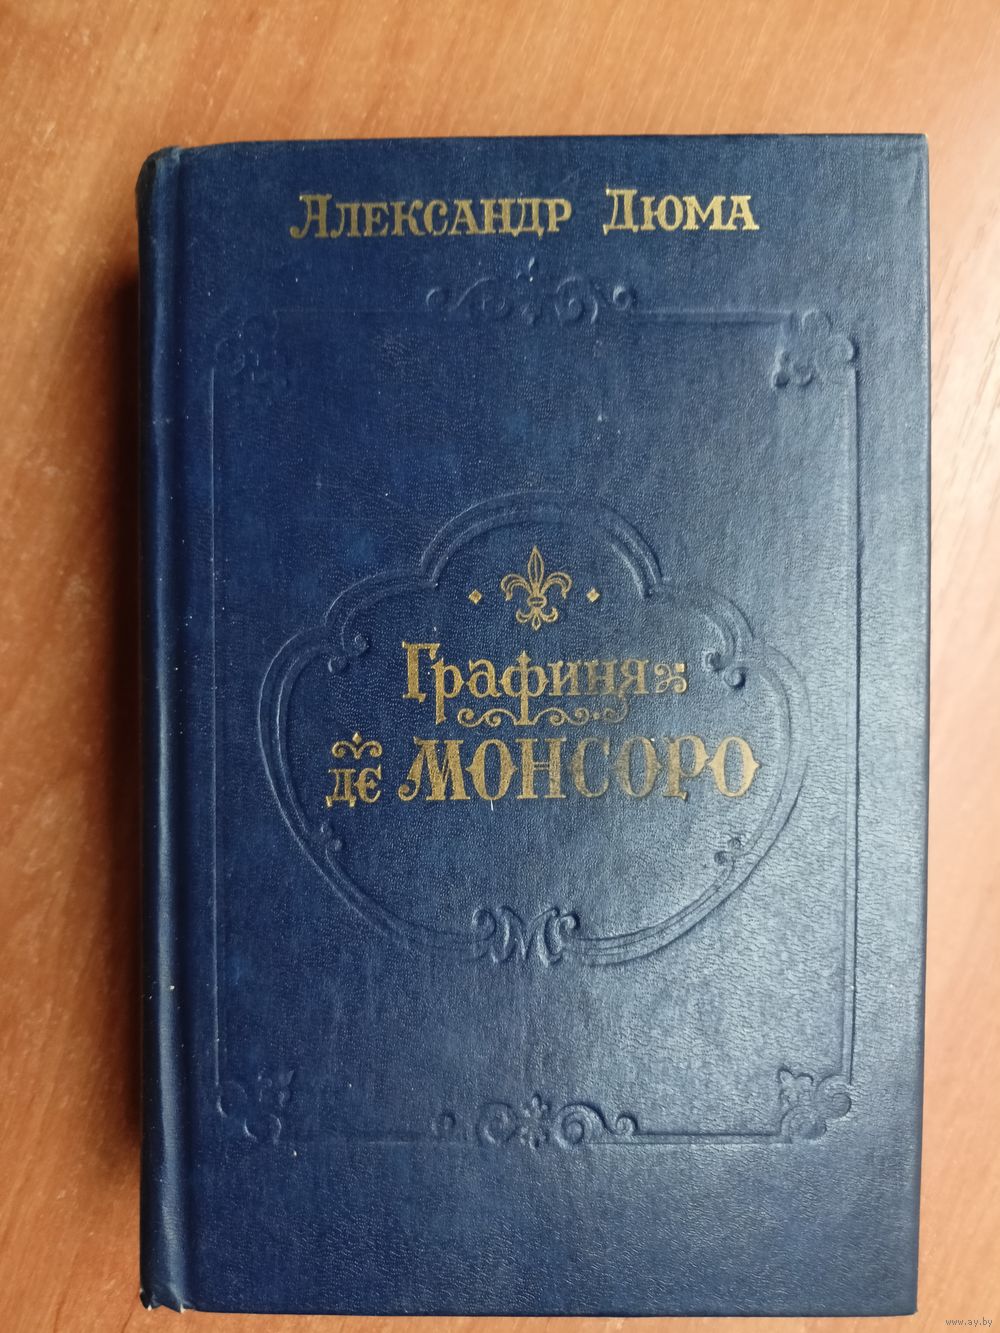 Александр Дюма
Графиня
де Монсоро
М
www.ay.by